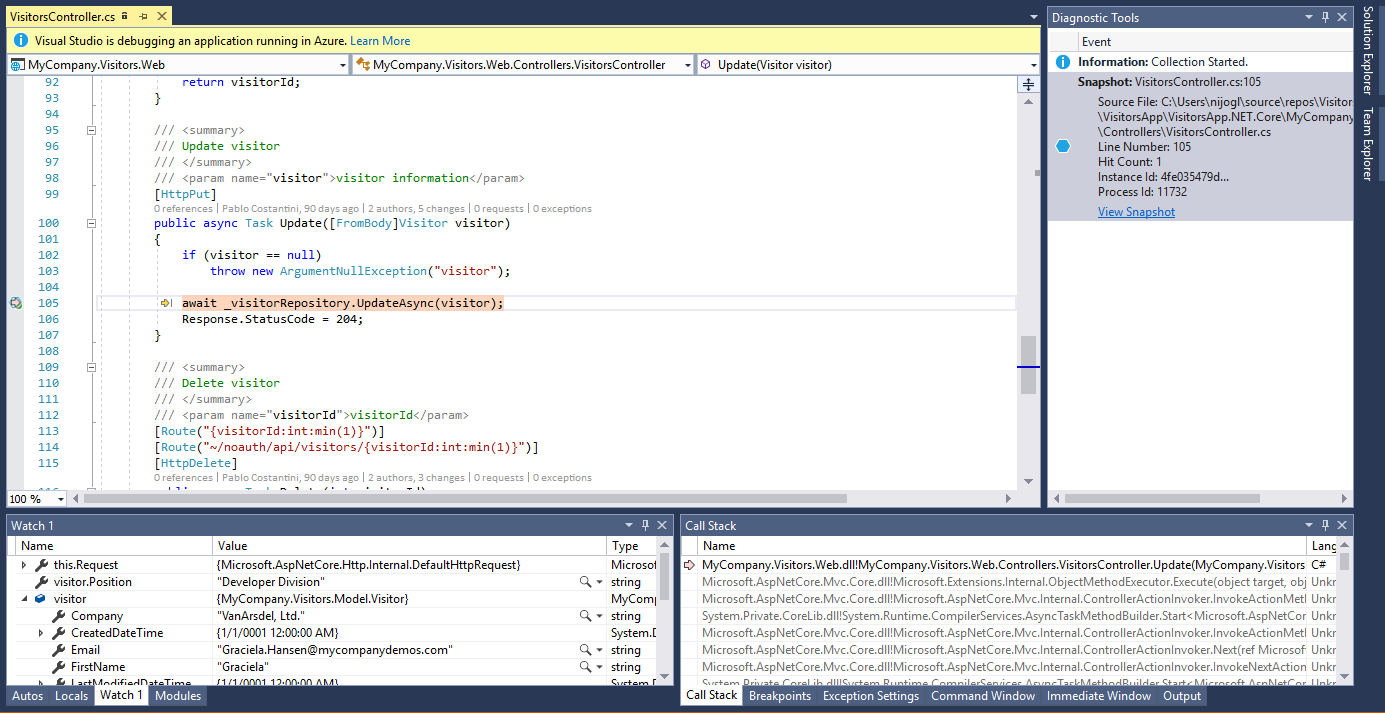 VisitorsController.cs
Visual Studio is debugging an application running in Azure. Learn More
MyCompany.Visitors.Web
MyCompany.Visitors.Web.Controllers.VisitorsController
Update(Visitor visitor)
92 return visitorId;
93 }
94
95 /// <summary>
96 /// Update visitor
97 /// </summary>
98 /// <param name="visitor">visitor information</param>
99 [HttpPut]
0 references | Pablo Costantini, 90 days ago | 2 authors, 5 changes | 0 requests | 0 exceptions
100 public async Task Update([FromBody]Visitor visitor)
101 {
102 if (visitor == null)
103 throw new ArgumentNullException("visitor");
104
105 await _visitorRepository.UpdateAsync(visitor);
106 Response.StatusCode = 204;
107 }
108
109 /// <summary>
110 /// Delete visitor
111 /// </summary>
112 /// <param name="visitorId">visitorId</param>
113 [Route("{visitorId:int:min(1)}")]
114 [Route("~/noauth/api/visitors/{visitorId:int:min(1)}")]
115 [HttpDelete]
0 references | Pablo Costantini, 90 days ago | 2 authors, 3 changes | 0 requests | 0 exceptions
100 %
Diagnostic Tools
Event
Information: Collection Started.
Snapshot: VisitorsController.cs:105
Source File: C:\Users\nijogl\source\repos\Visitor
\VisitorsApp\VisitorsApp.NET.Core\MyCompany
\Controllers\VisitorsController.cs
Line Number: 105
Hit Count: 1
Instance Id: 4fe035479d...
Process Id: 11732
View Snapshot
Solution Explorer
Team Explorer
Watch 1
Name Value Type
this.Request {Microsoft.AspNetCore.Http.Internal.DefaultHttpRequest} Microsof
visitor.Position "Developer Division" string
visitor {MyCompany.Visitors.Model.Visitor} MyComp
Company "VanArsdel, Ltd." string
CreatedDateTime {1/1/0001 12:00:00 AM} System.D
Email "Graciela.Hansen@mycompanydemos.com" string
FirstName "Graciela" string
LastModifiedDateTime {1/1/0001 12:00:00 AM} System.D
Autos Locals Watch 1 Modules
Call Stack
Name Lang
MyCompany.Visitors.Web.dll!MyCompany.Visitors.Web.Controllers.VisitorsController.Update(MyCompany.Visitors C#
Microsoft.AspNetCore.Mvc.Core.dll!Microsoft.Extensions.Internal.ObjectMethodExecutor.Execute(object target, obj Unkr
Microsoft.AspNetCore.Mvc.Core.dll!Microsoft.AspNetCore.Mvc.Internal.ControllerActionInvoker.InvokeActionMetl Unkr
System.Private.CoreLib.dll!System.Runtime.CompilerServices.AsyncTaskMethodBuilder.Start<Microsoft.AspNetCor Unkr
Microsoft.AspNetCore.Mvc.Core.dll!Microsoft.AspNetCore.Mvc.Internal.ControllerActionInvoker.InvokeActionMetl Unkr
Microsoft.AspNetCore.Mvc.Core.dll!Microsoft.AspNetCore.Mvc.Internal.ControllerActionInvoker.Next(ref Microsof Unkr
Microsoft.AspNetCore.Mvc.Core.dll!Microsoft.AspNetCore.Mvc.Internal.ControllerActionInvoker.InvokeNextAction Unkr
System.Private.CoreLib.dll!System.Runtime.CompilerServices.AsyncTaskMethodBuilder.Start<Microsoft.AspNetCor Unkr
Call Stack Breakpoints Exception Settings Command Window Immediate Window Output